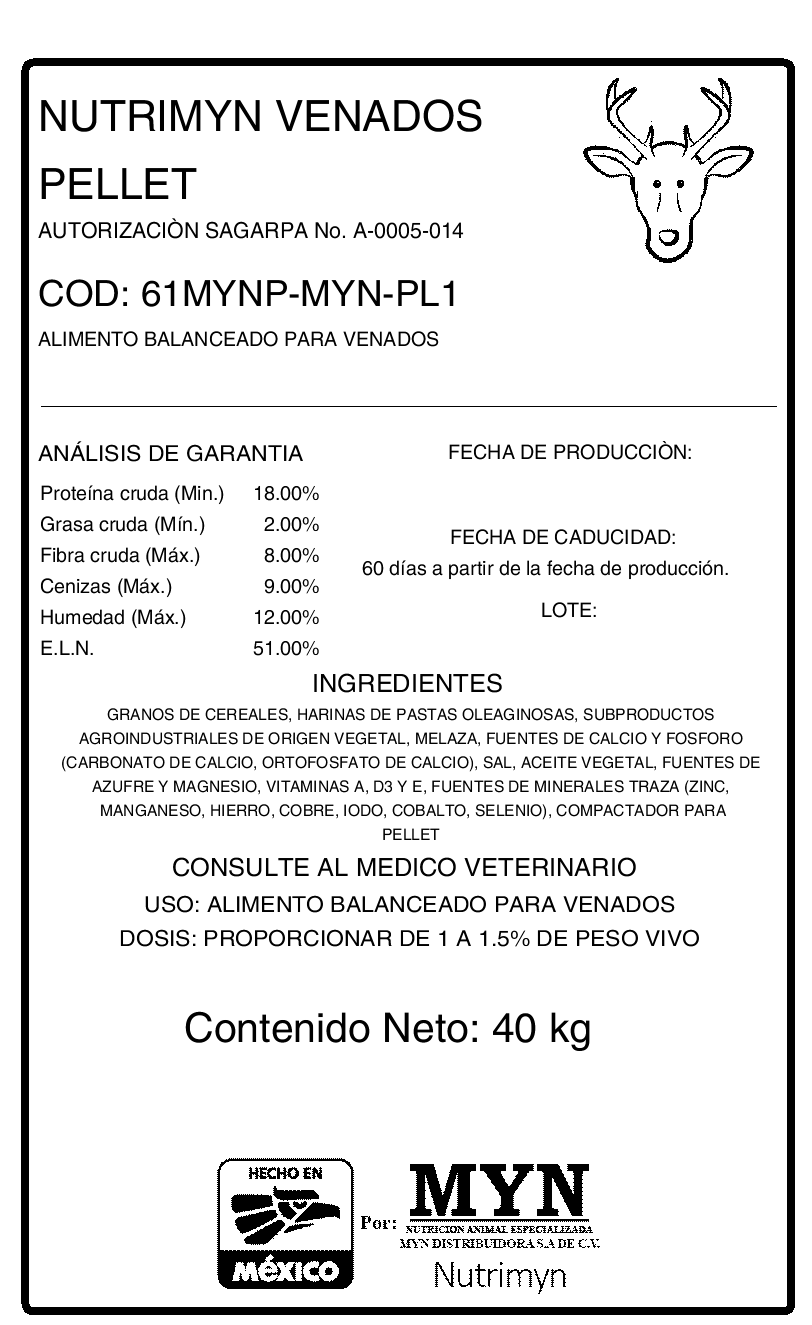 NUTRIMYN VENADOS
PELLET
AUTORIZACIÒN SAGARPA No. A-0005-014
COD: 61MYNP-MYN-PL1
ALIMENTO BALANCEADO PARA VENADOS
ANÁLISIS DE GARANTIA
Proteína cruda (Min.) 18.00%
Grasa cruda (Mín.) 2.00%
Fibra cruda (Máx.) 8.00%
Cenizas (Máx.) 9.00%
Humedad (Máx.) 12.00%
E.L.N. 51.00%
FECHA DE PRODUCCIÒN:
FECHA DE CADUCIDAD:
60 días a partir de la fecha de producción.
LOTE:
INGREDIENTES
GRANOS DE CEREALES, HARINAS DE PASTAS OLEAGINOSAS, SUBPRODUCTOS
AGROINDUSTRIALES DE ORIGEN VEGETAL, MELAZA, FUENTES DE CALCIO Y FOSFORO
(CARBONATO DE CALCIO, ORTOFOSFATO DE CALCIO), SAL, ACEITE VEGETAL, FUENTES DE
AZUFRE Y MAGNESIO, VITAMINAS A, D3 Y E, FUENTES DE MINERALES TRAZA (ZINC,
MANGANESO, HIERRO, COBRE, IODO, COBALTO, SELENIO), COMPACTADOR PARA
PELLET
CONSULTE AL MEDICO VETERINARIO
USO: ALIMENTO BALANCEADO PARA VENADOS
DOSIS: PROPORCIONAR DE 1 A 1.5% DE PESO VIVO
Contenido Neto: 40 kg
HECHO EN
MéXICO
Por:
MYN
NUTRICION ANIMAL ESPECIALIZADA
MYN DISTRIBUIDORA S.A DE C.V.
Nutrimyn